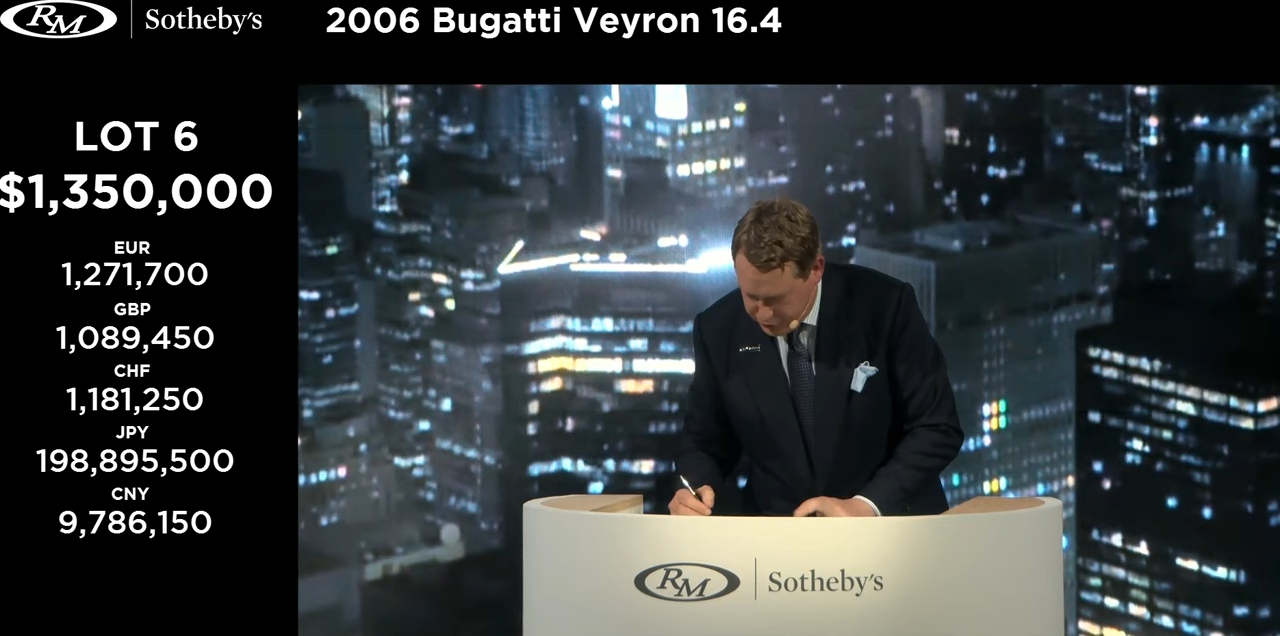 RM Sotheby's
2006 Bugatti Veyron 16.4
LOT 6
$1,350,000
EUR
1,271,700
GBP
1,089,450
CHF
1,181,250
JPY
198,895,500
CNY
9,786,150
RM Sotheby's